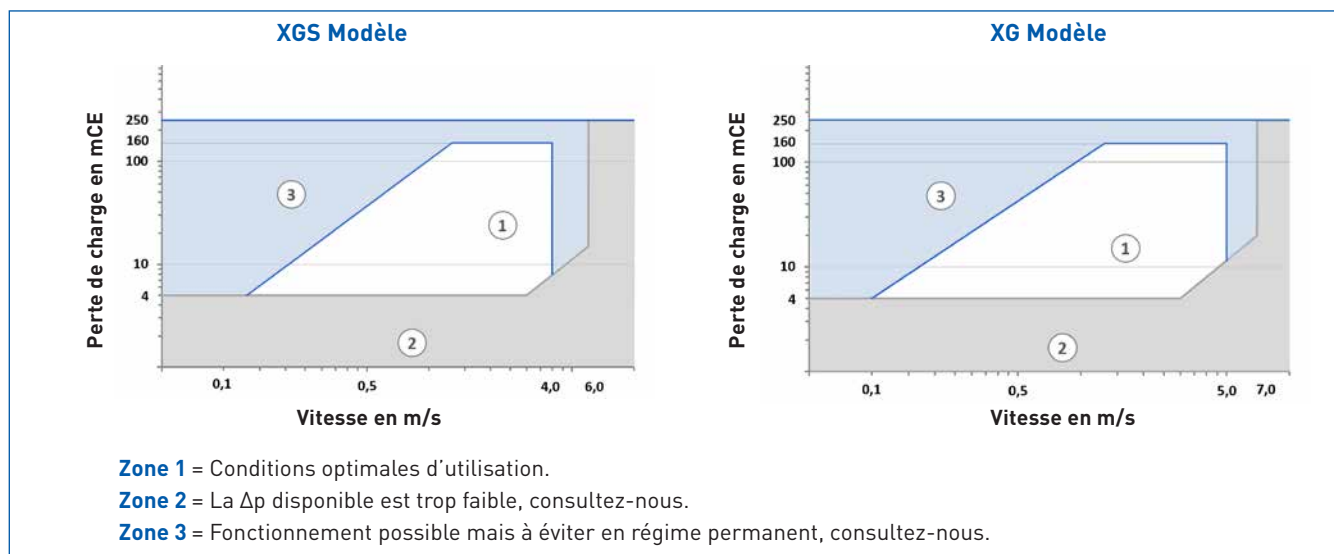 XGS Modèle
Perte de charge en mCE
250
160
100
10
4
3
1
2
0,1
0,5
4,0
6,0
Vitesse en m/s
XG Modèle
Perte de charge en mCE
250
160
100
10
4
3
1
2
0,1
0,5
5,0
7,0
Vitesse en m/s
Zone 1 = Conditions optimales d’utilisation.
Zone 2 = La Δp disponible est trop faible, consultez-nous.
Zone 3 = Fonctionnement possible mais à éviter en régime permanent, consultez-nous.